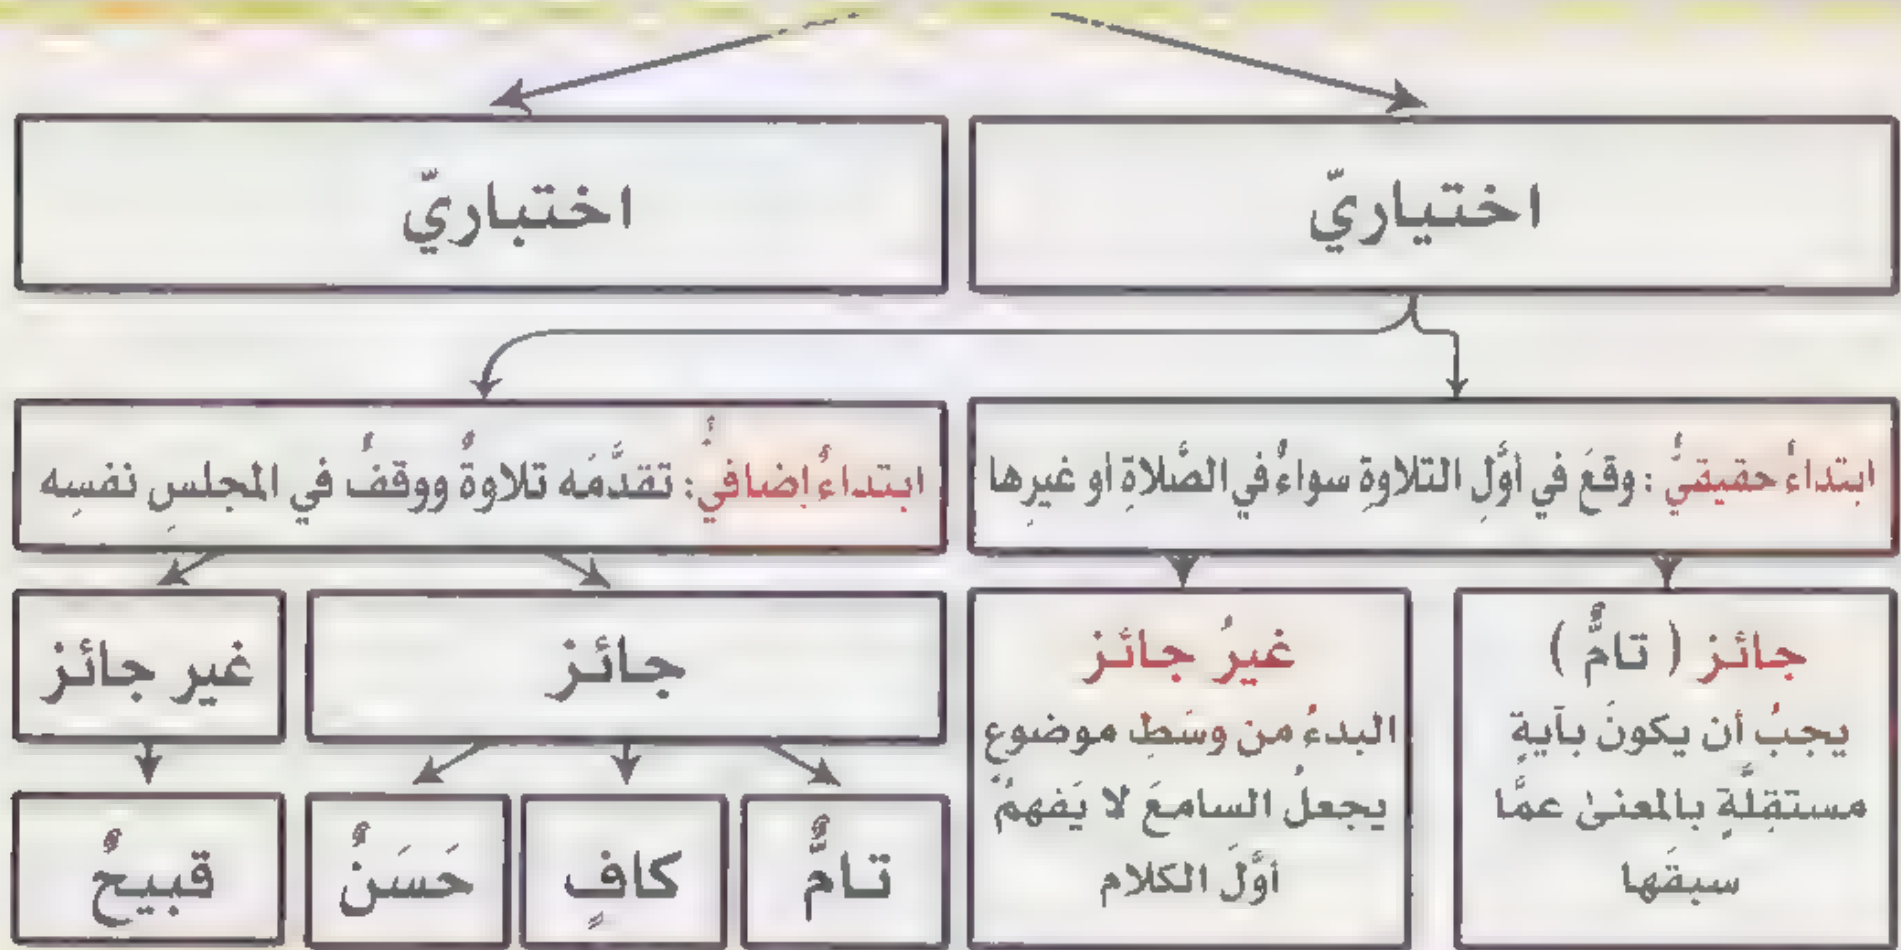 اختياريّ
اختباريّ
ابتداءٌ حقيقيٌّ : وقعَ في أوَّلِ التلاوةِ سواءٌ في الصَّلاةِ أو غيرِها
ابتداءٌ إضافيٌّ: تقدَّمَه تلاوةٌ ووقفٌ في المجلسِ نفسِه
جائز ( تامٌّ )
يجبُ أن يكونَ بآيةٍ
مستقِلَّةٍ بالمعنىٰ عمَّا
سبقَها
غيرُ جائز
البدءُ من وسَطِ موضوعٍ
يجعلُ السامعَ لا يَفهمُ
أوَّلَ الكلام
جائز
غير جائز
تامٌّ
كافٍ
حَسَنٌ
قبيحٌ